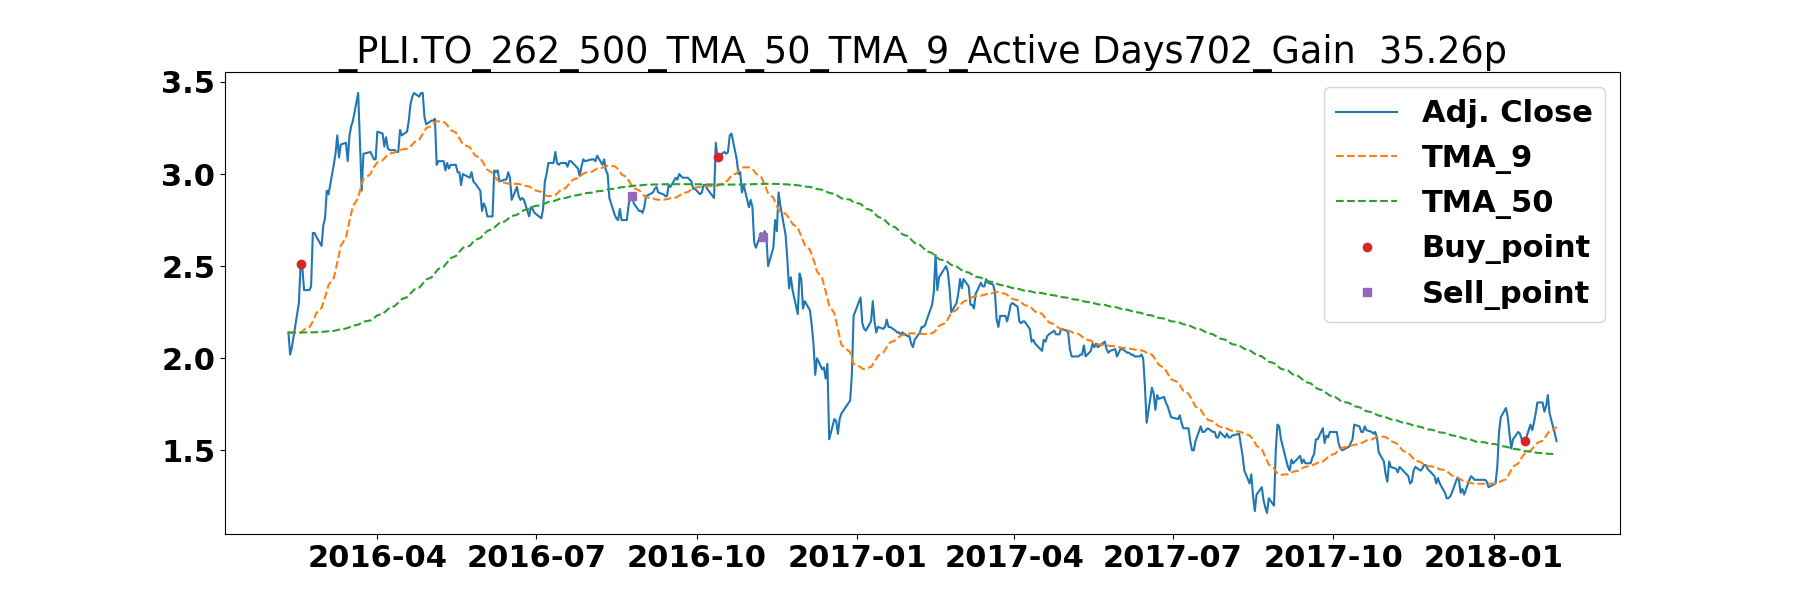 _PLI.TO_262_500_TMA_50_TMA_9_Active Days702_Gain  35.26p
3.5
3.0
2.5
2.0
1.5
Adj. Close
TMA_9
TMA_50
Buy_point
Sell_point
2016-04 2016-07 2016-10 2017-01 2017-04 2017-07 2017-10 2018-01